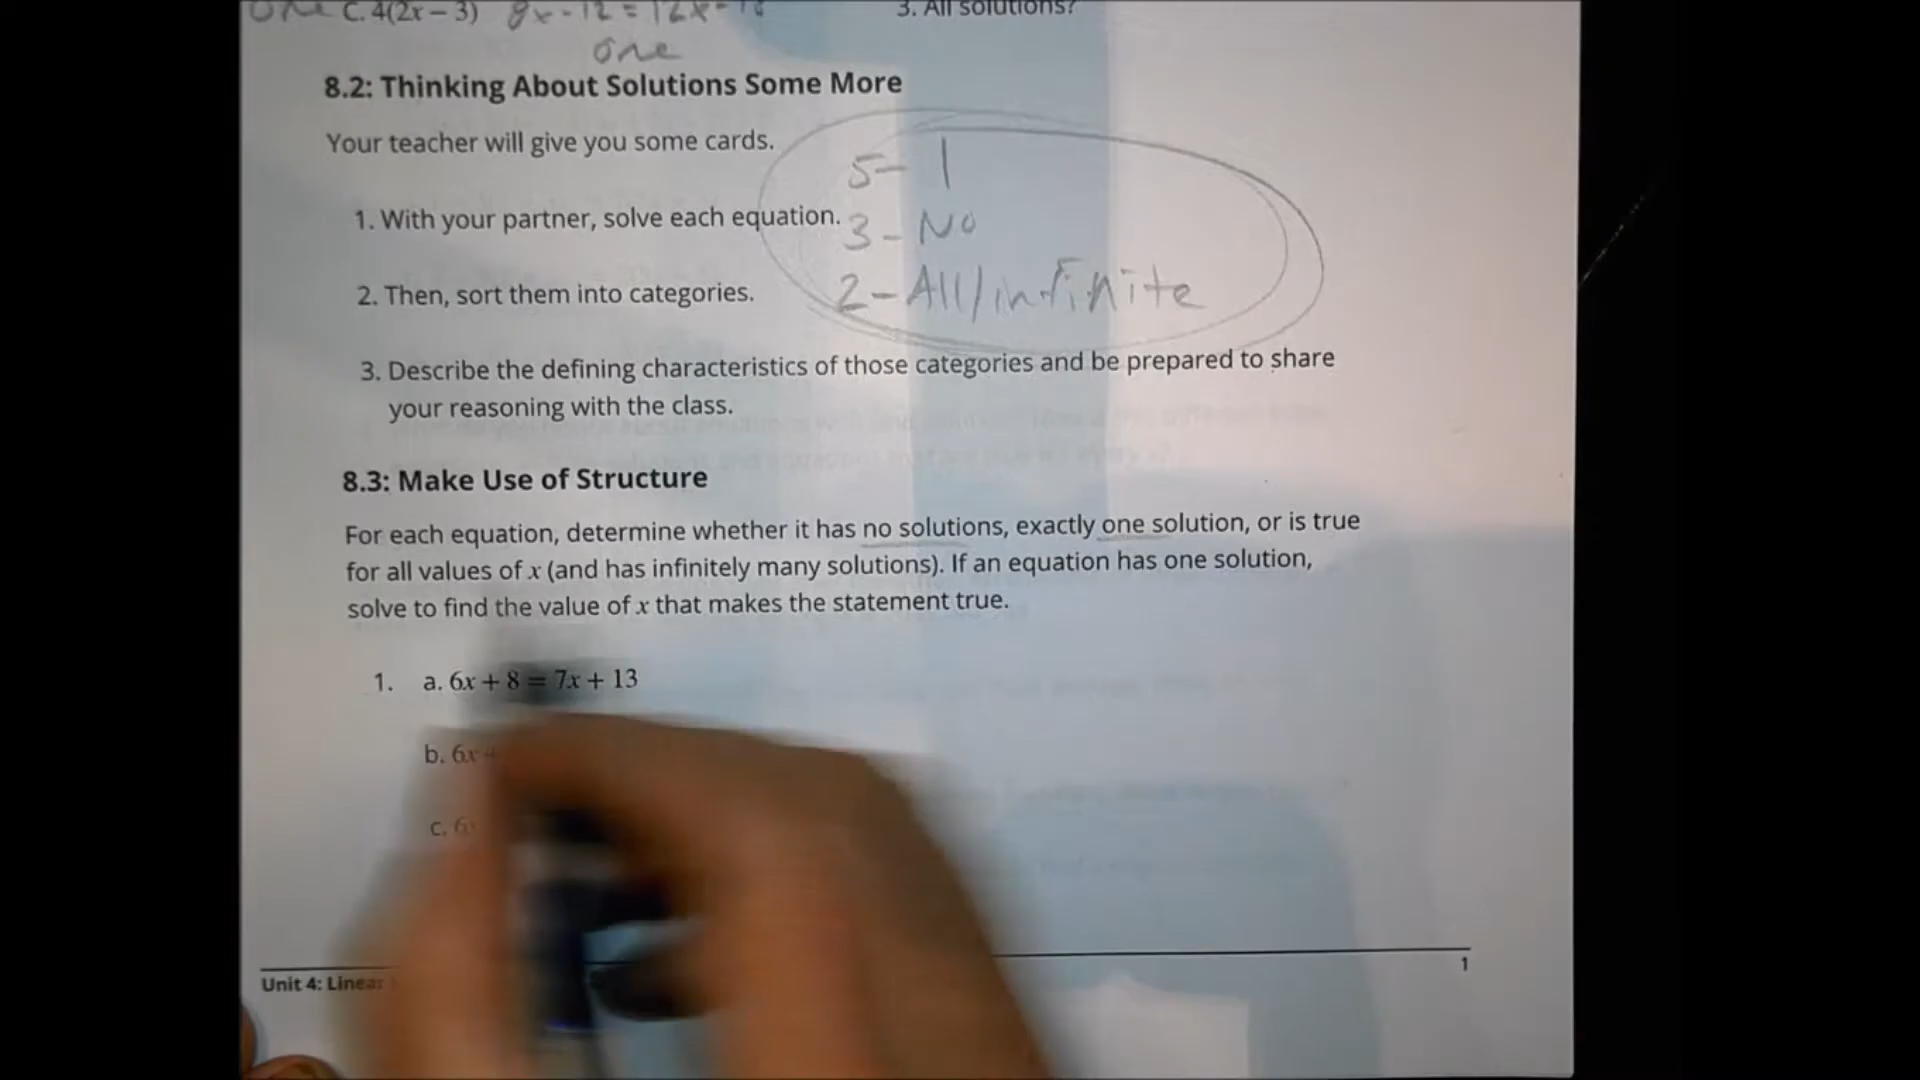 one C. 4(2x – 3) 8x - 12 = 12x - 18
3. All solutions?
one
8.2: Thinking About Solutions Some More
Your teacher will give you some cards.
5 - 1
1. With your partner, solve each equation.
3 - No
2. Then, sort them into categories.
2 - All/infinite
3. Describe the defining characteristics of those categories and be prepared to share
your reasoning with the class.
8.3: Make Use of Structure
For each equation, determine whether it has no solutions, exactly one solution, or is true
for all values of x (and has infinitely many solutions). If an equation has one solution,
solve to find the value of x that makes the statement true.
1. a. 6x + 8 = 7x + 13
b. 6x +
c. 6x
Unit 4: Linear
1